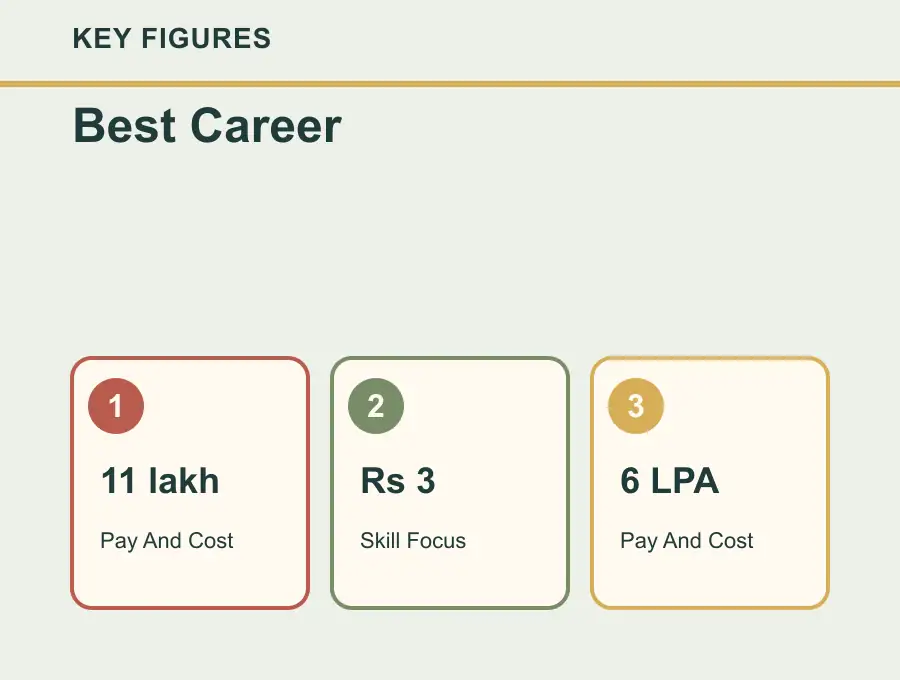 KEY FIGURES
Best Career
1
2
3
11 lakh
Rs 3
6 LPA
Pay And Cost
Skill Focus
Pay And Cost